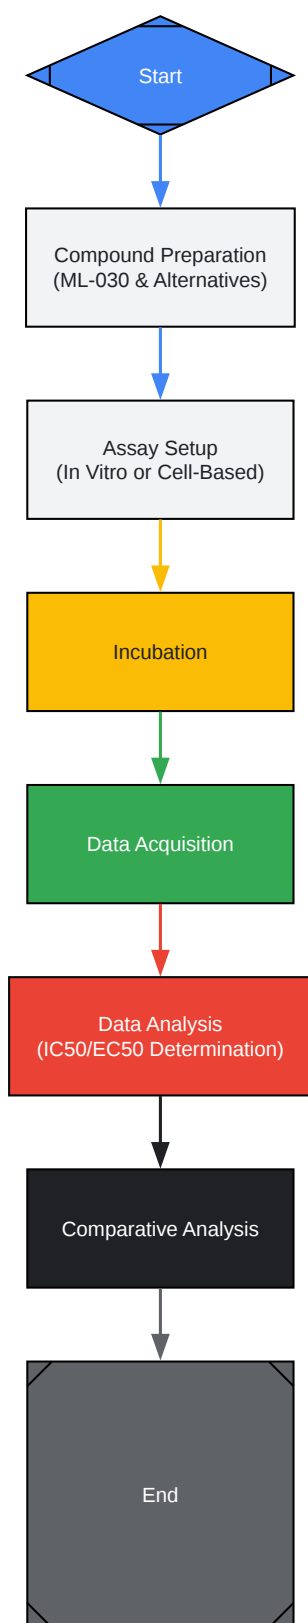 Start
Compound Preparation
(ML-030 & Alternatives)
Assay Setup
(In Vitro or Cell-Based)
Incubation
Data Acquisition
Data Analysis
(IC50/EC50 Determination)
Comparative Analysis
End